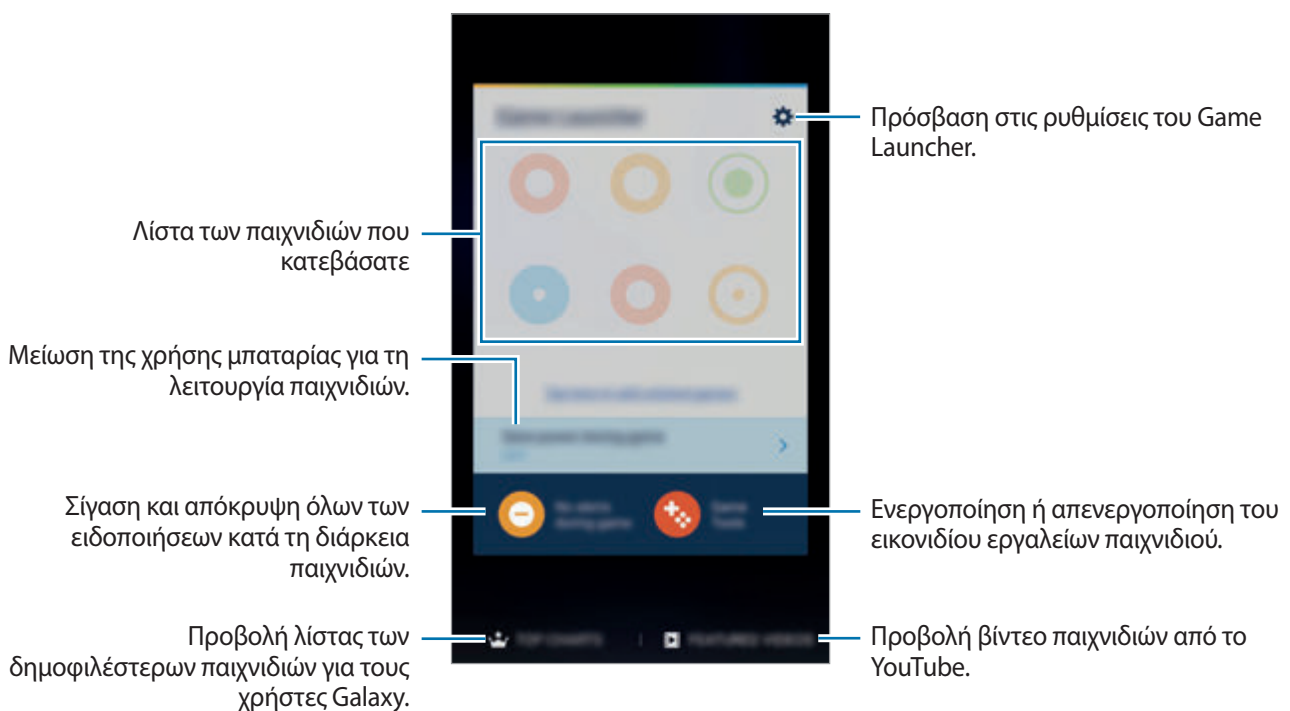 Πρόσβαση στις ρυθμίσεις του Game
Launcher.
Λίστα των παιχνιδιών που
κατεβάσατε
Μείωση της χρήσης μπαταρίας για τη
λειτουργία παιχνιδιών.
Σίγαση και απόκρυψη όλων των
ειδοποιήσεων κατά τη διάρκεια
παιχνιδιών.
Ενεργοποίηση ή απενεργοποίηση του
εικονιδίου εργαλείων παιχνιδιού.
Προβολή λίστας των
δημοφιλέστερων παιχνιδιών για τους
χρήστες Galaxy.
Προβολή βίντεο παιχνιδιών από το
YouTube.